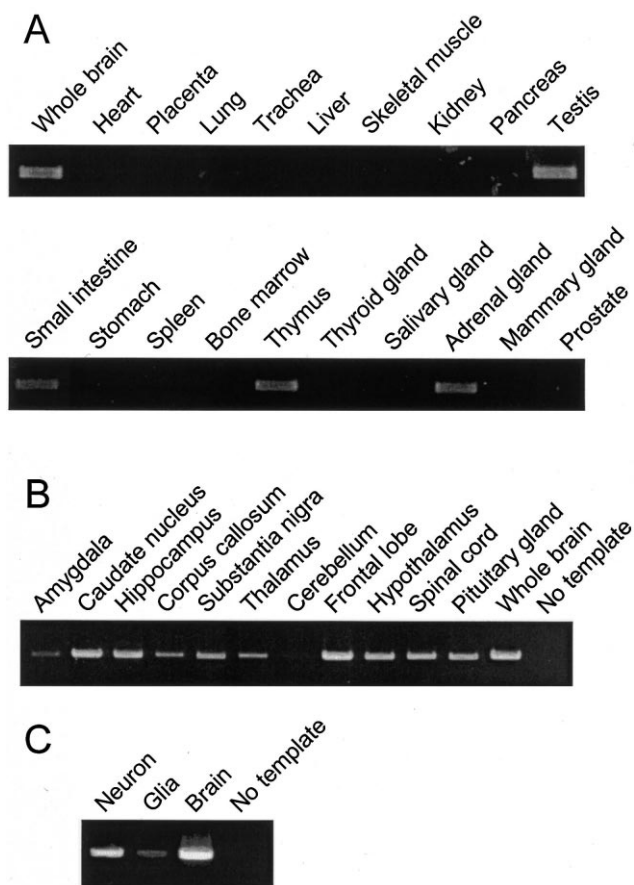 A
Whole brain
Heart
Placenta
Lung
Trachea
Liver
Skeletal muscle
Kidney
Pancreas
Testis
Small intestine
Stomach
Spleen
Bone marrow
Thymus
Thyroid gland
Salivary gland
Adrenal gland
Mammary gland
Prostate
B
Amygdala
Caudate nucleus
Hippocampus
Corpus callosum
Substantia nigra
Thalamus
Cerebellum
Frontal lobe
Hypothalamus
Spinal cord
Pituitary gland
Whole brain
No template
C
Neuron
Glia
Brain
No template